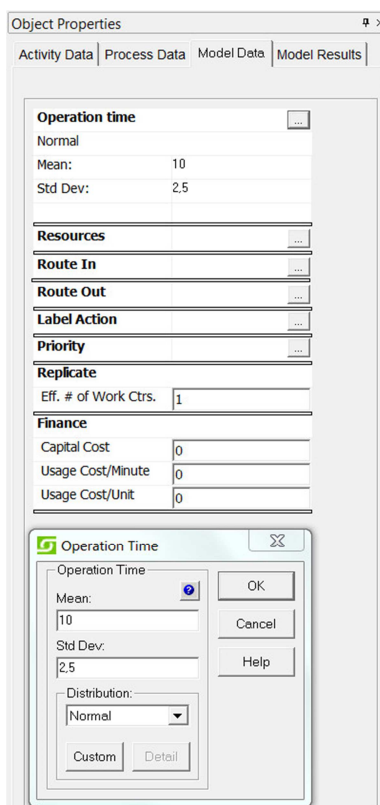 Object Properties
Activity Data Process Data Model Data Model Results
Operation time ...
Normal
Mean: 10
Std Dev: 2,5
Resources ...
Route In ...
Route Out ...
Label Action ...
Priority ...
Replicate
Eff. # of Work Ctrs. 1
Finance
Capital Cost 0
Usage Cost/Minute 0
Usage Cost/Unit 0
Operation Time
Operation Time
Mean: ?
10
Std Dev:
2,5
Distribution:
Normal
Custom Detail
OK
Cancel
Help